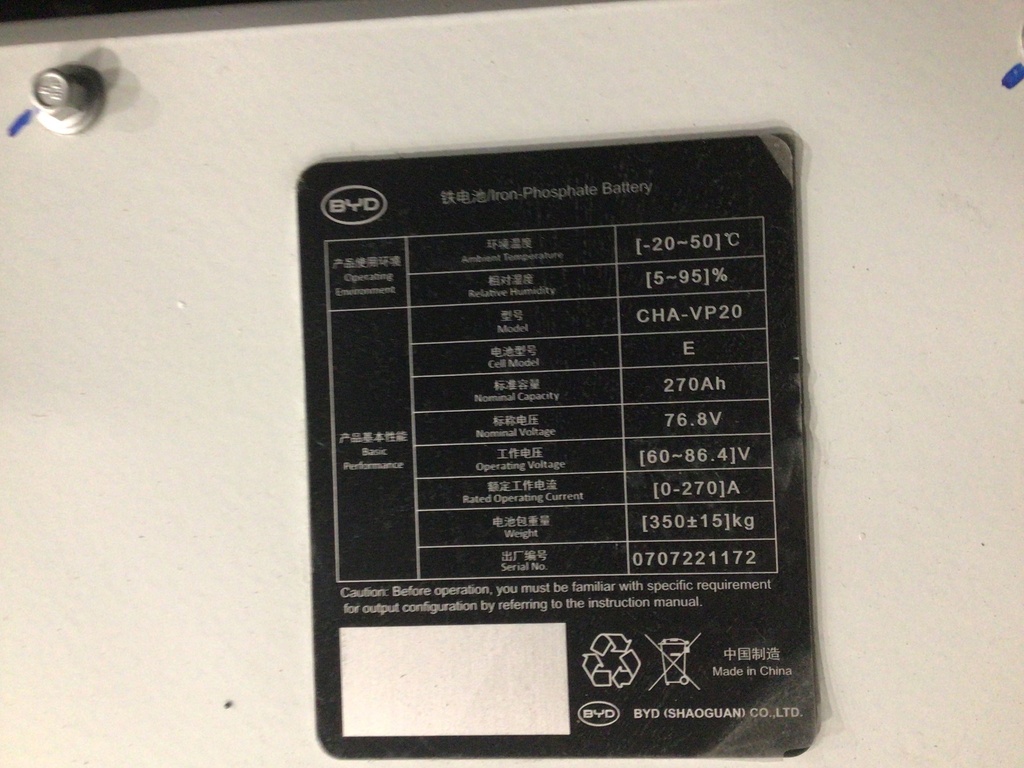 BYD
铁电池/Iron-Phosphate Battery
产品使用环境
Operating
Environment
环境温度
Ambient Temperature
[-20~50]℃
相对湿度
Relative Humidity
[5~95]%
产品基本性能
Basic
Performance
型号
Model
CHA-VP20
电池型号
Cell Model
E
标准容量
Nominal Capacity
270Ah
标称电压
Nominal Voltage
76.8V
工作电压
Operating Voltage
[60~86.4]V
额定工作电流
Rated Operating Current
[0-270]A
电池包重量
Weight
[350±15]kg
出厂编号
Serial No.
0707221172
Caution: Before operation, you must be familiar with specific requirement
for output configuration by referring to the instruction manual.
中国制造
Made in China
BYD BYD (SHAOGUAN) CO.,LTD.